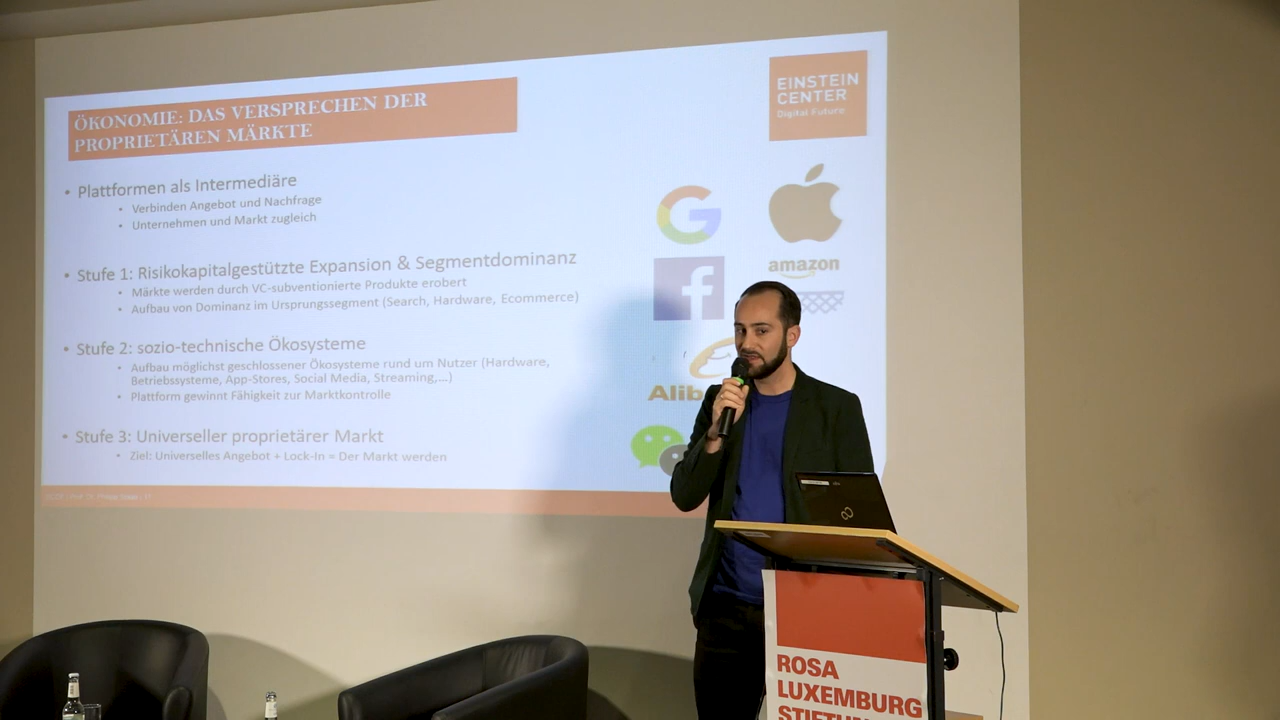 ÖKONOMIE: DAS VERSPRECHEN DER
PROPRIETÄREN MÄRKTE
EINSTEIN
CENTER
Digital Future
• Plattformen als Intermediäre
• Verbinden Angebot und Nachfrage
• Unternehmen und Markt zugleich
• Stufe 1: Risikokapitalgestützte Expansion & Segmentdominanz
• Märkte werden durch VC-subventionierte Produkte erobert
• Aufbau von Dominanz im Ursprungssegment (Search, Hardware, Ecommerce)
• Stufe 2: sozio-technische Ökosysteme
• Aufbau möglichst geschlossener Ökosysteme rund um Nutzer (Hardware,
Betriebssysteme, App-Stores, Social Media, Streaming,...)
• Plattform gewinnt Fähigkeit zur Marktkontrolle
• Stufe 3: Universeller proprietärer Markt
• Ziel: Universelles Angebot + Lock-In = Der Markt werden
G
f
amazon
Alib
ROSA
LUXEMBURG
STIFTUN